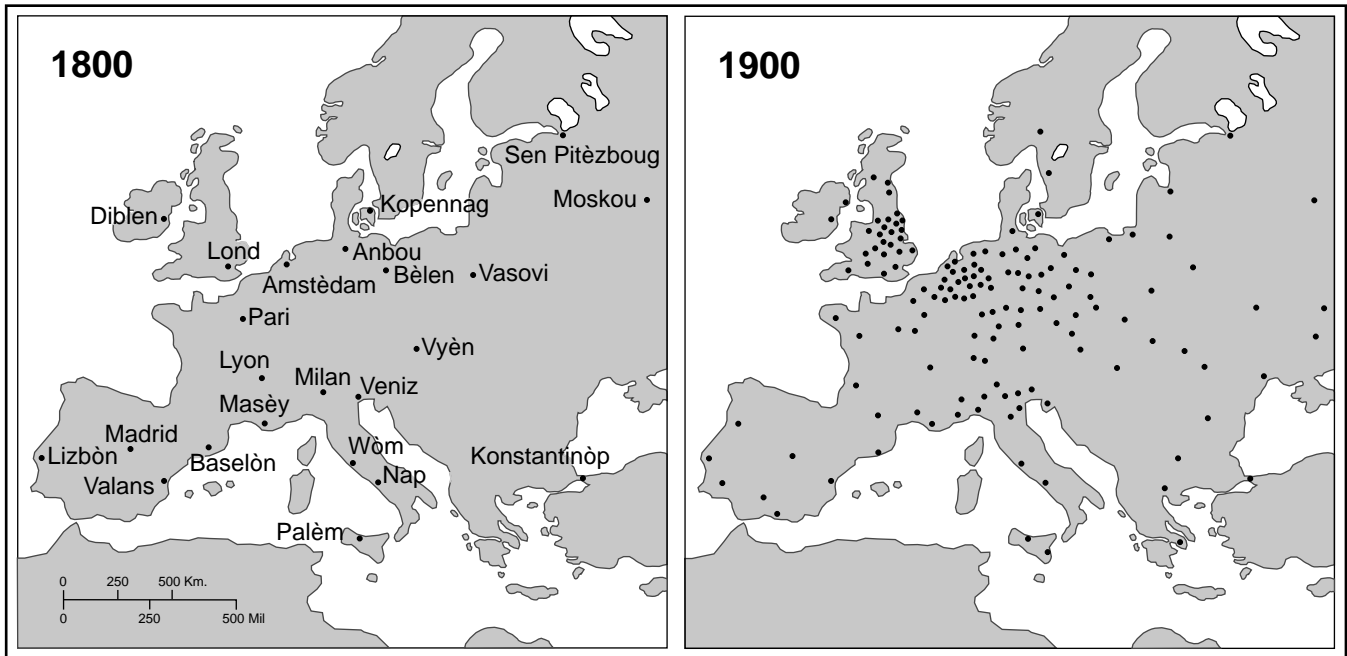 1800
1900
Sen Pitèzboug
Moskou
Diblen
Kopennag
Lond
Anbou
Amstèdam
Bèlen
Vasovi
Pari
Vyèn
Lyon
Milan
Veniz
Masèy
Madrid
Lizbòn
Baselòn
Wòm
Konstantinòp
Valans
Nap
Palèm
0 250 500 Km.
0 250 500 Mil